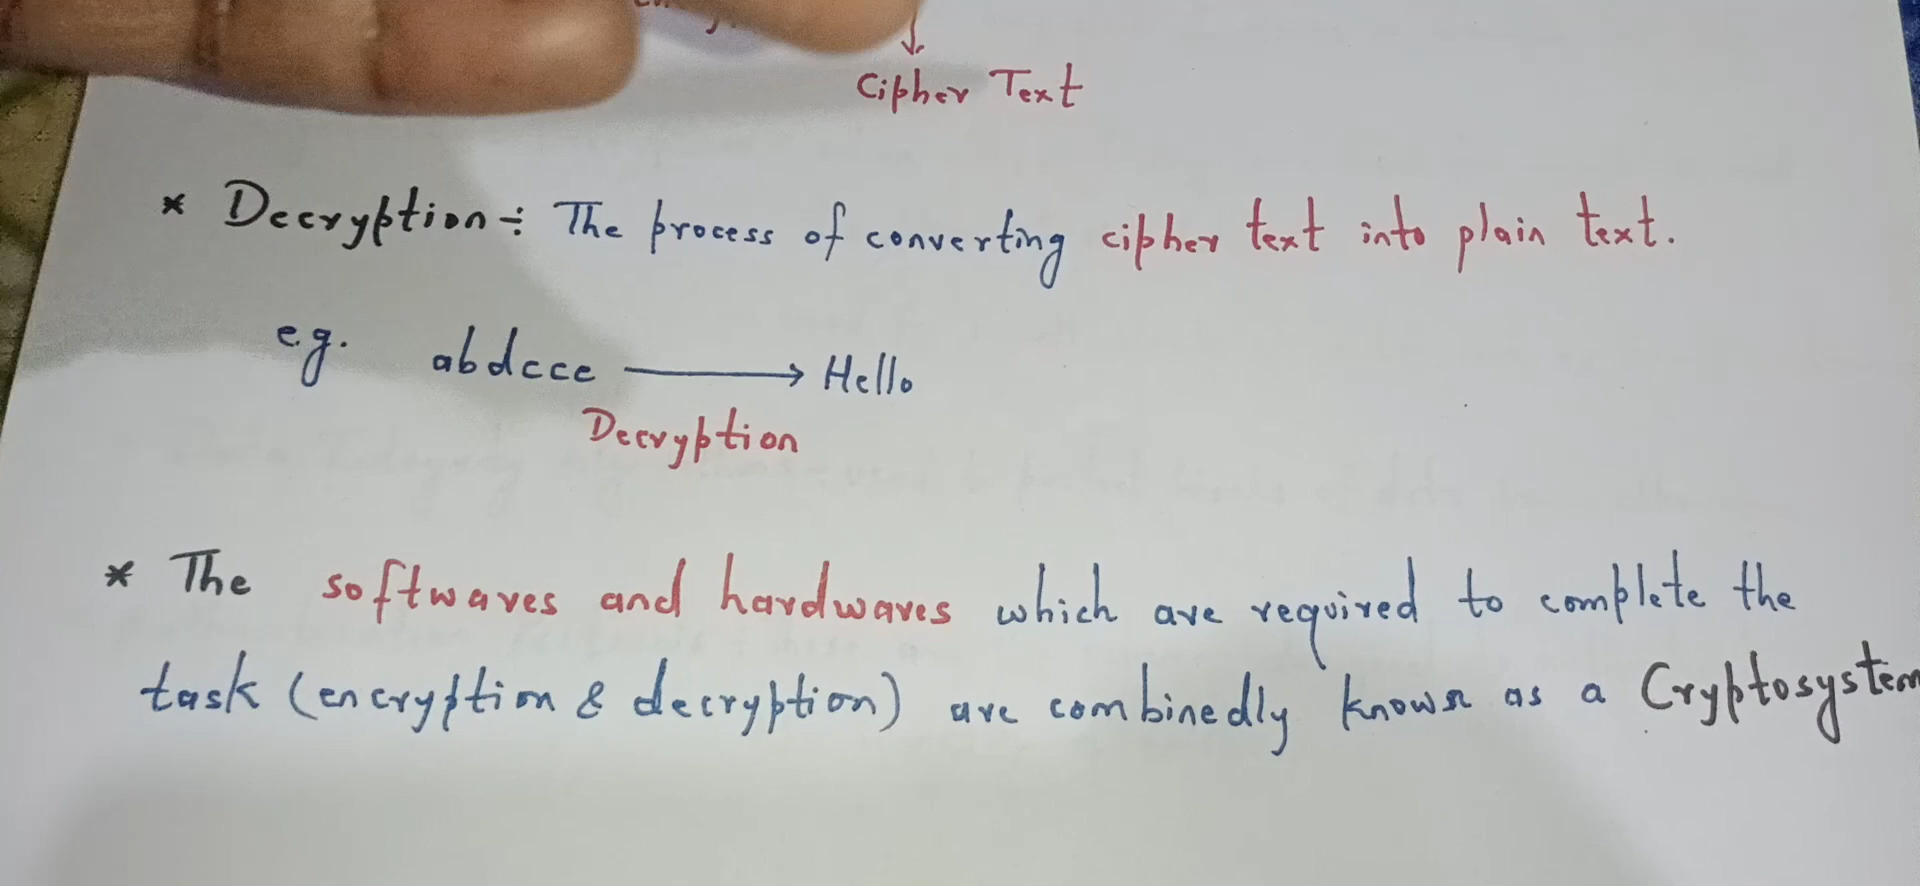 Cipher Text
* Decryption ÷ The process of converting cipher text into plain text.
e.g. abdcce → Hello
Decryption
* The softwares and hardwares which are required to complete the
task (encryption & decryption) are combinedly known as a Cryptosystem